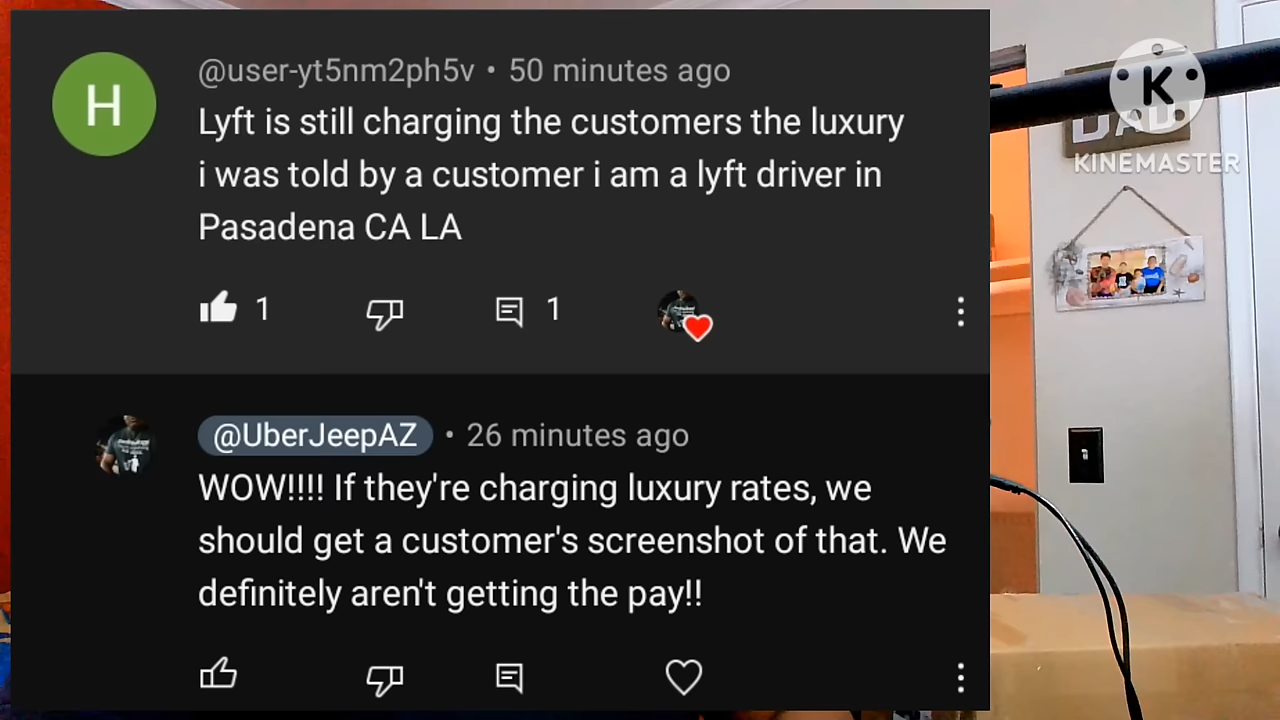 H
@user-yt5nm2ph5v • 50 minutes ago
Lyft is still charging the customers the luxury
i was told by a customer i am a lyft driver in
Pasadena CA LA
1
1
@UberJeepAZ • 26 minutes ago
WOW!!!! If they're charging luxury rates, we
should get a customer's screenshot of that. We
definitely aren't getting the pay!!
K
DAD
KINEMASTER